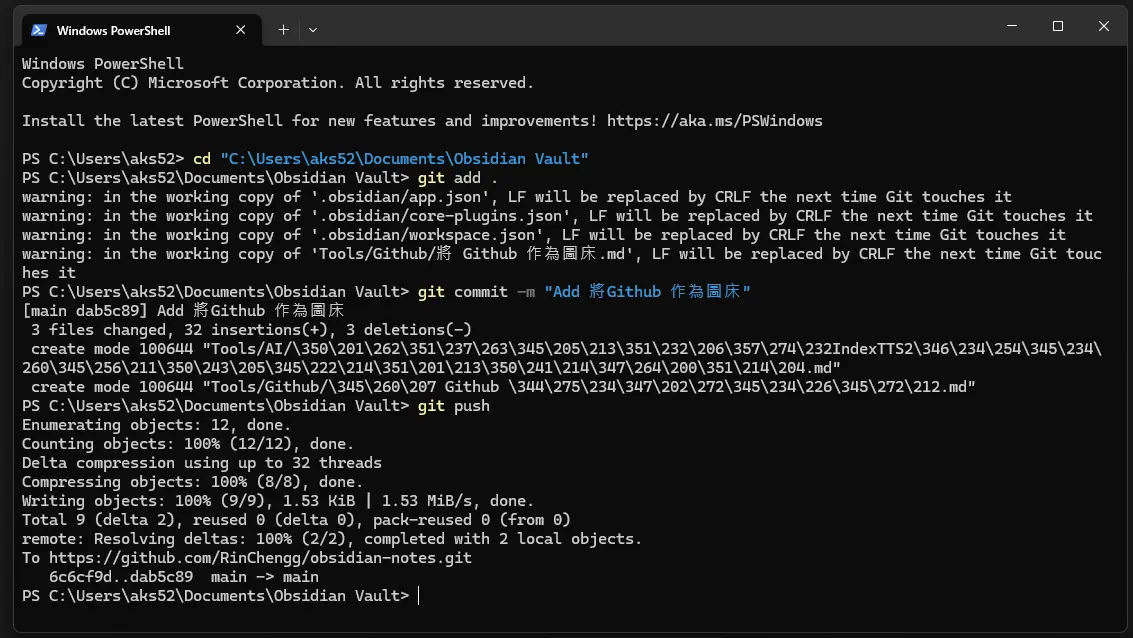 Windows PowerShell
Windows PowerShell
Copyright (C) Microsoft Corporation. All rights reserved.
Install the latest PowerShell for new features and improvements! https://aka.ms/PSWindows
PS C:\Users\aks52> cd "C:\Users\aks52\Documents\Obsidian Vault"
PS C:\Users\aks52\Documents\Obsidian Vault> git add .
warning: in the working copy of '.obsidian/app.json', LF will be replaced by CRLF the next time Git touches it
warning: in the working copy of '.obsidian/core-plugins.json', LF will be replaced by CRLF the next time Git touches it
warning: in the working copy of '.obsidian/workspace.json', LF will be replaced by CRLF the next time Git touches it
warning: in the working copy of 'Tools/Github/將 Github 作為圖床.md', LF will be replaced by CRLF the next time Git touc
hes it
PS C:\Users\aks52\Documents\Obsidian Vault> git commit -m "Add 將Github 作為圖床"
[main dab5c89] Add 將Github 作為圖床
3 files changed, 32 insertions(+), 3 deletions(-)
create mode 100644 "Tools/AI/\350\201\262\351\237\263\345\205\213\351\232\206\357\274\232IndexTTS2\346\234\254\345\234\
260\345\256\211\350\243\205\345\222\214\351\201\213\350\241\214\347\264\200\351\214\204.md"
create mode 100644 "Tools/Github/\345\260\207 Github \344\275\234\347\202\272\345\234\226\345\272\212.md"
PS C:\Users\aks52\Documents\Obsidian Vault> git push
Enumerating objects: 12, done.
Counting objects: 100% (12/12), done.
Delta compression using up to 32 threads
Compressing objects: 100% (8/8), done.
Writing objects: 100% (9/9), 1.53 KiB | 1.53 MiB/s, done.
Total 9 (delta 2), reused 0 (delta 0), pack-reused 0 (from 0)
remote: Resolving deltas: 100% (2/2), completed with 2 local objects.
To https://github.com/RinChengg/obsidian-notes.git
6c6cf9d..dab5c89  main -> main
PS C:\Users\aks52\Documents\Obsidian Vault>